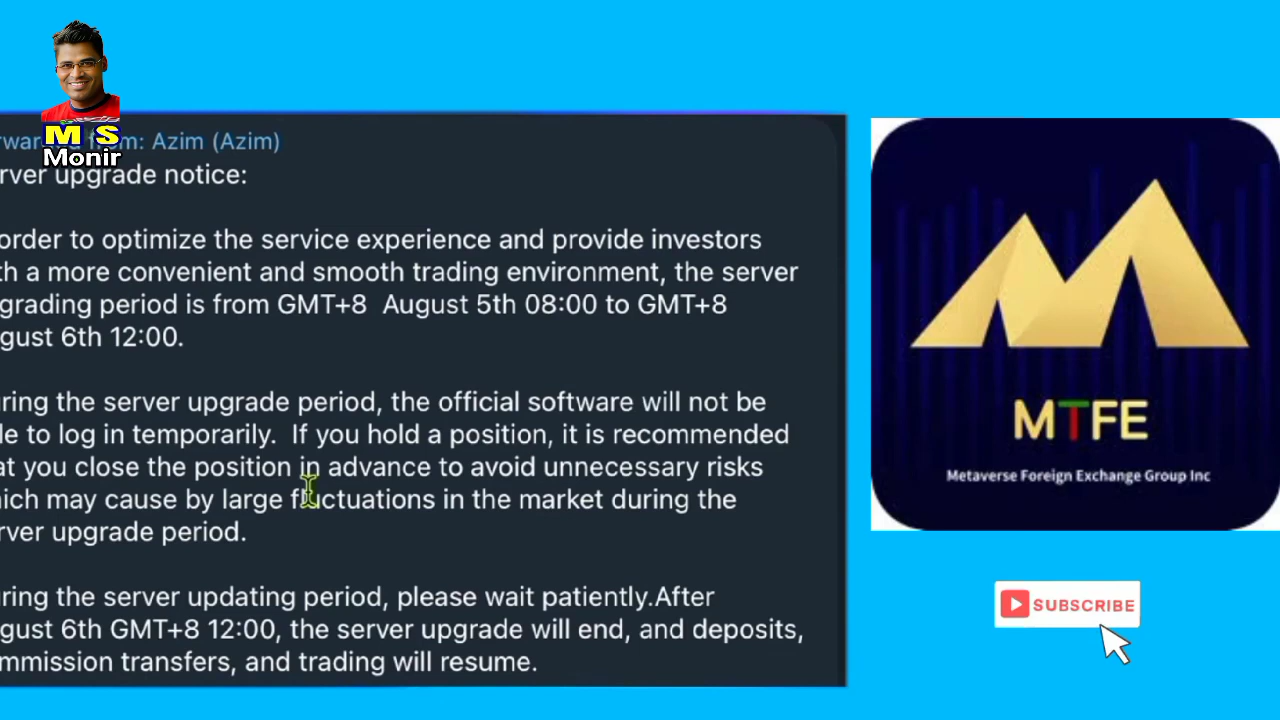 M S
Monir
from: Azim (Azim)
rver upgrade notice:
order to optimize the service experience and provide investors
th a more convenient and smooth trading environment, the server
grading period is from GMT+8 August 5th 08:00 to GMT+8
gust 6th 12:00.
ring the server upgrade period, the official software will not be
le to log in temporarily. If you hold a position, it is recommended
at you close the position in advance to avoid unnecessary risks
hich may cause by large fluctuations in the market during the
rver upgrade period.
ring the server updating period, please wait patiently.After
gust 6th GMT+8 12:00, the server upgrade will end, and deposits,
mmission transfers, and trading will resume.
MTFE
Metaverse Foreign Exchange Group Inc
SUBSCRIBE